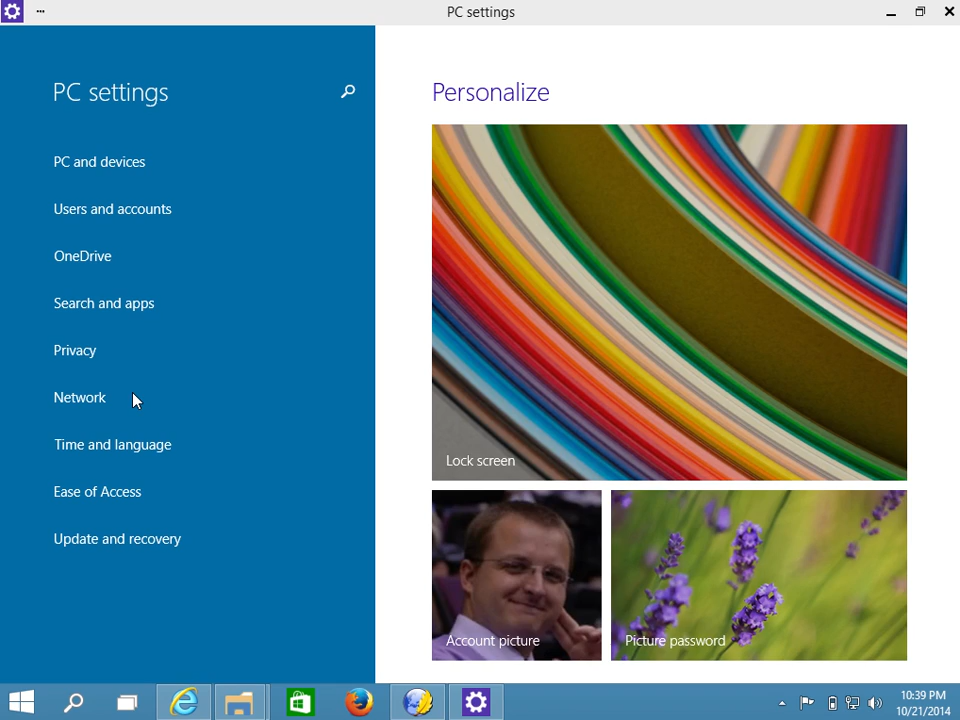 PC settings
PC settings
PC and devices
Users and accounts
OneDrive
Search and apps
Privacy
Network
Time and language
Ease of Access
Update and recovery
Personalize
Lock screen
Account picture
Picture password
10:39 PM
10/21/2014